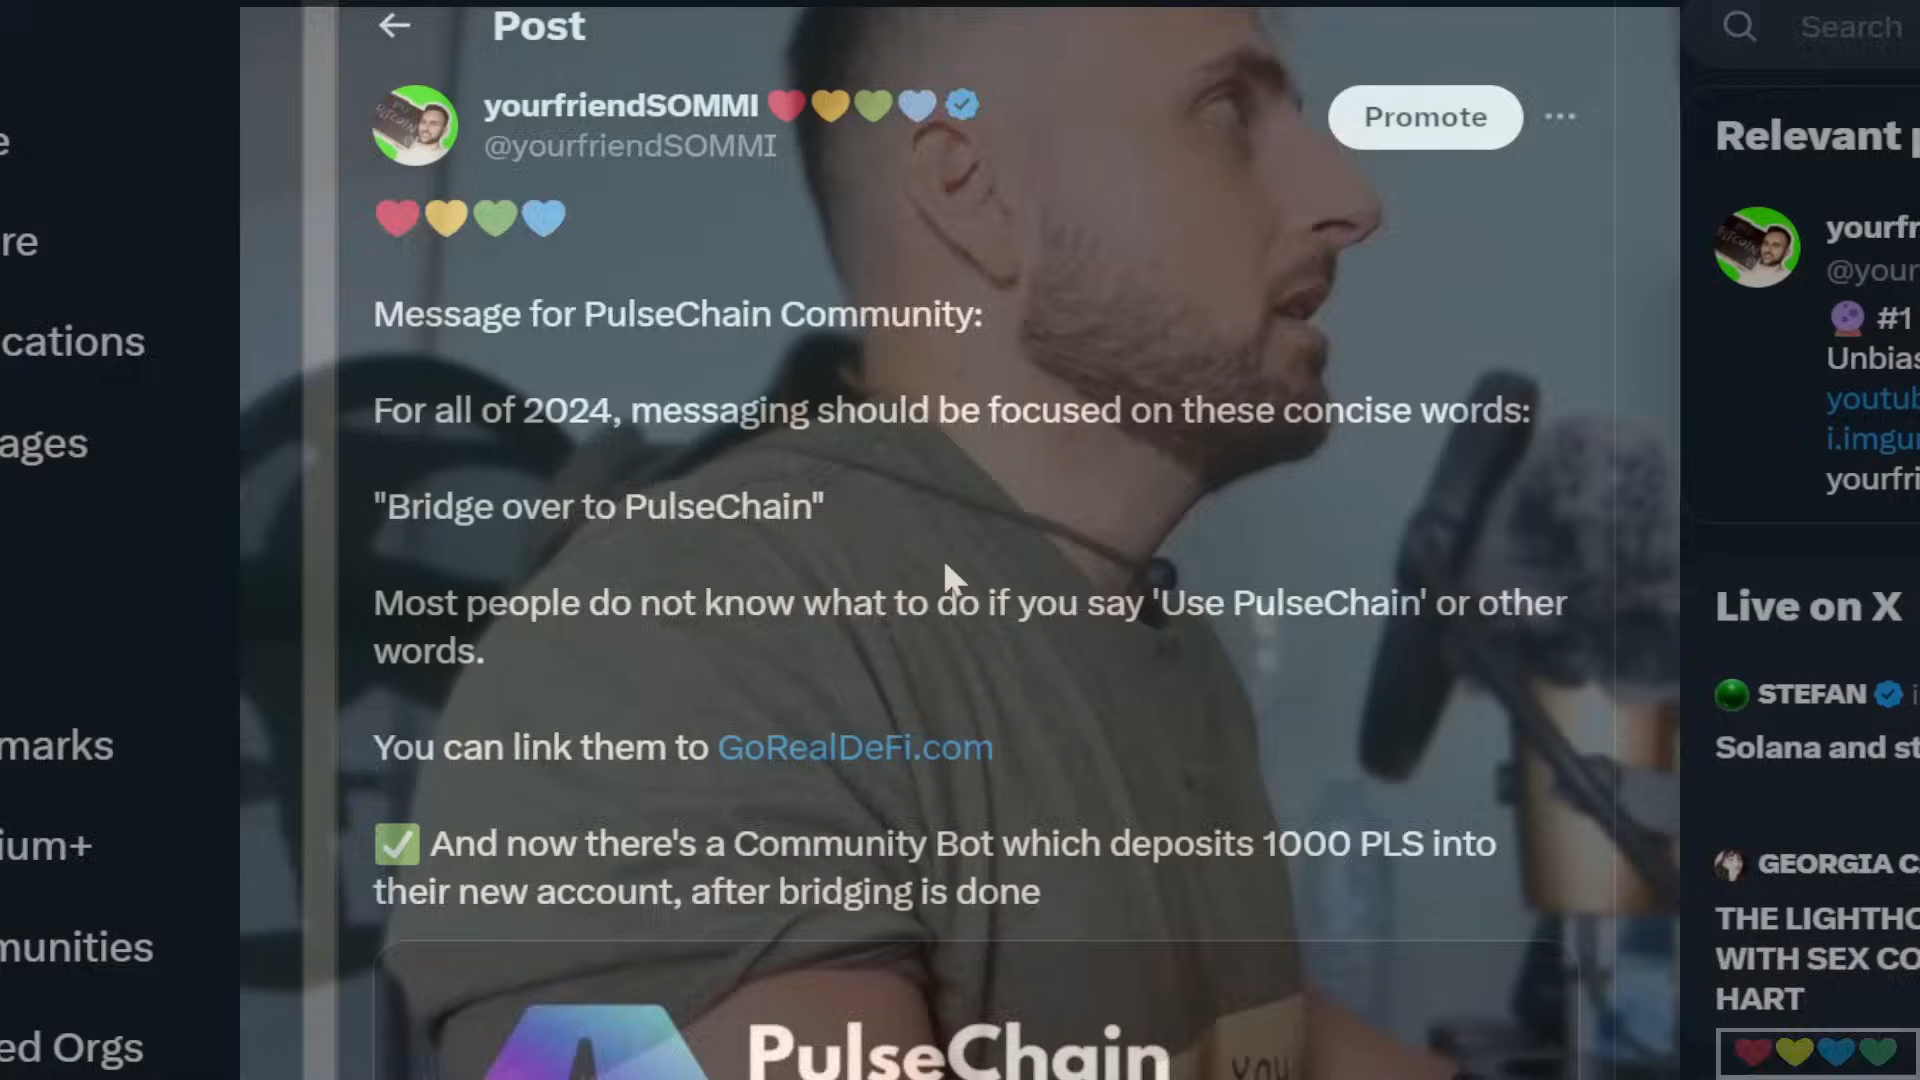 Post
Search
yourfriendSOMMI
@yourfriendSOMMI
Promote
Message for PulseChain Community:
For all of 2024, messaging should be focused on these concise words:
"Bridge over to PulseChain"
Most people do not know what to do if you say 'Use PulseChain' or other
words.
You can link them to GoRealDeFi.com
✅ And now there's a Community Bot which deposits 1000 PLS into
their new account, after bridging is done
PulseChain
YOU
e
re
cations
ages
marks
ium+
munities
ed Orgs
Relevant p
yourfr
@your
#1
Unbias
youtub
i.imgur
yourfri
Live on X
STEFAN
Solana and st
GEORGIA C
THE LIGHTHO
WITH SEX CO
HART